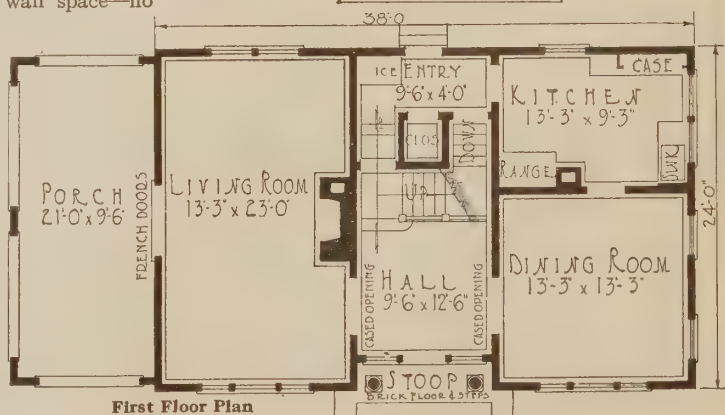 wall space—no
38'-0
ICE
ENTRY
9'-6" x 4'-0"
CASE
KITCHEN
13'-3" x 9'-3"
CLOS
DOWN
UP
RANGE
SINK
24'-0"
PORCH
21'-0" x 9'-6"
FRENCH DOORS
LIVING ROOM
13'-3" x 23'-0"
HALL
9'-6" x 12'-6"
CASED OPENING
CASED OPENING
DINING ROOM
13'-3" x 13'-3"
STOOP
BRICK FLOOR & STEPS
First Floor Plan